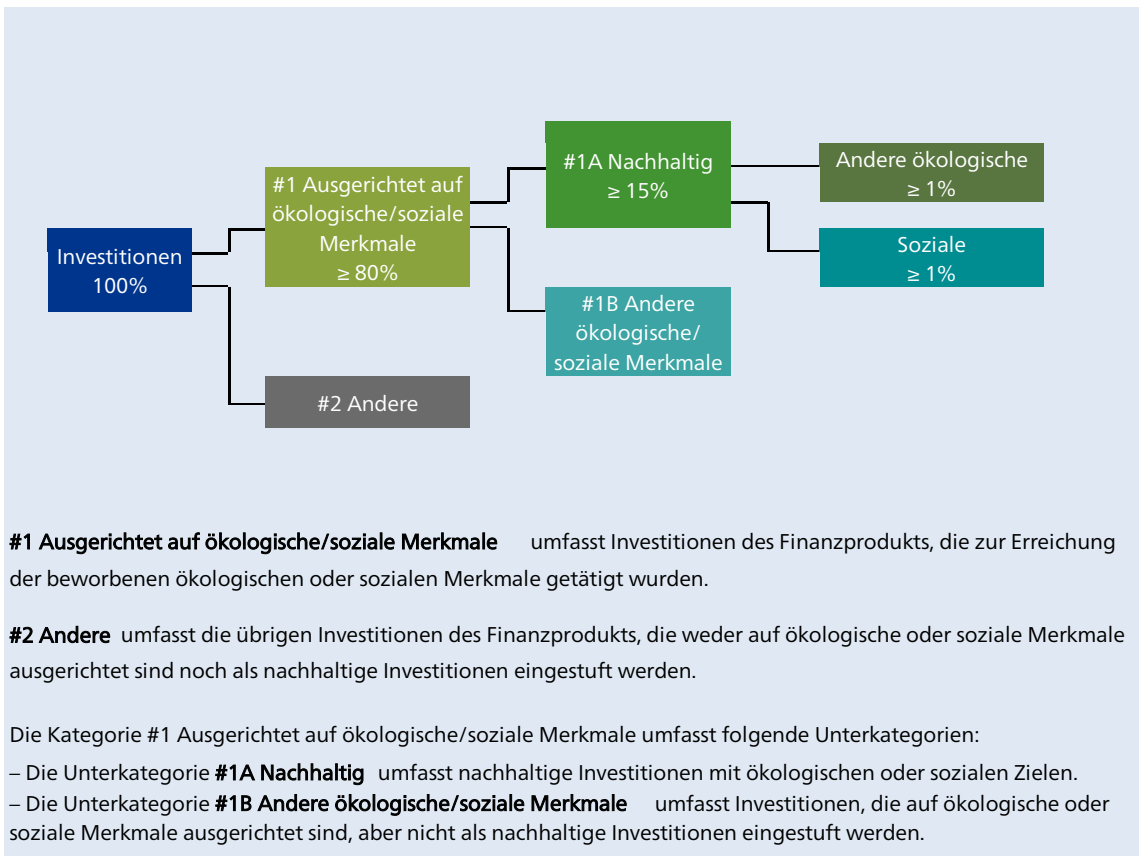 #1A Nachhaltig
≥ 15%
Andere ökologische
≥ 1%
#1 Ausgerichtet auf
ökologische/soziale
Merkmale
≥ 80%
Investitionen
100%
Soziale
≥ 1%
#1B Andere
ökologische/
soziale Merkmale
#2 Andere
#1 Ausgerichtet auf ökologische/soziale Merkmale umfasst Investitionen des Finanzprodukts, die zur Erreichung
der beworbenen ökologischen oder sozialen Merkmale getätigt wurden.
#2 Andere umfasst die übrigen Investitionen des Finanzprodukts, die weder auf ökologische oder soziale Merkmale
ausgerichtet sind noch als nachhaltige Investitionen eingestuft werden.
Die Kategorie #1 Ausgerichtet auf ökologische/soziale Merkmale umfasst folgende Unterkategorien:
– Die Unterkategorie #1A Nachhaltig umfasst nachhaltige Investitionen mit ökologischen oder sozialen Zielen.
– Die Unterkategorie #1B Andere ökologische/soziale Merkmale umfasst Investitionen, die auf ökologische oder
soziale Merkmale ausgerichtet sind, aber nicht als nachhaltige Investitionen eingestuft werden.